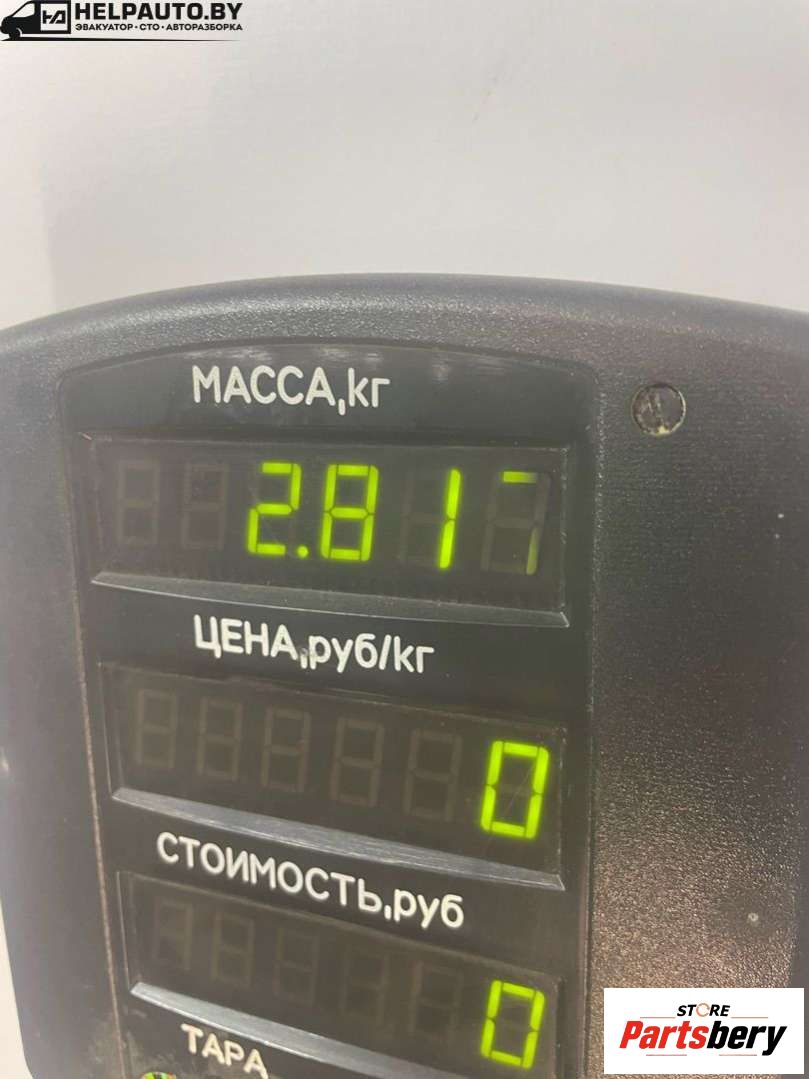 HELPAUTO.BY
ЭВАКУАТОР • СТО • АВТОРАЗБОРКА
МАССА,кг
2.817
ЦЕНА,руб/кг
0
СТОИМОСТЬ,руб
0
ТАРА
STORE
Partsbery